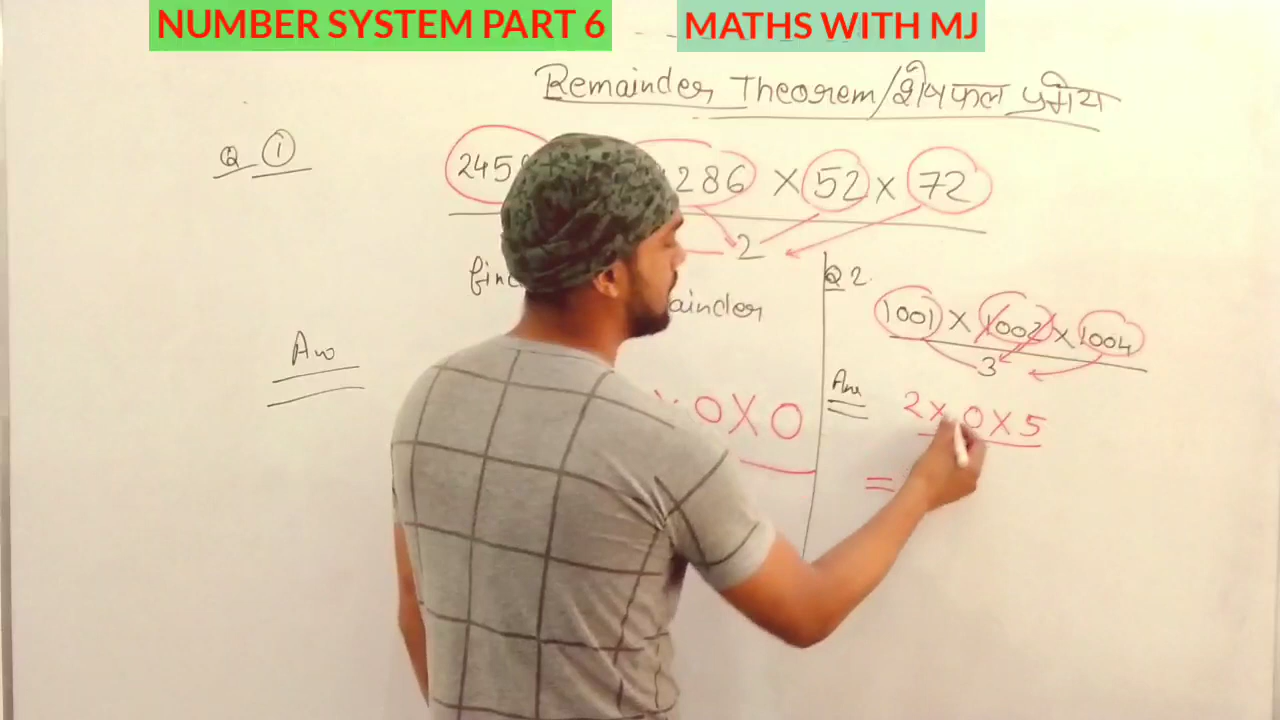 NUMBER SYSTEM PART 6
MATHS WITH MJ
Remainder Theorem/शेषफल प्रमेय
Q 1
245
286 × 52 × 72
2
Q 2
1001 × 1002 × 1004
3
Ans
2 × 0 × 5
=
Ans
0 × 0